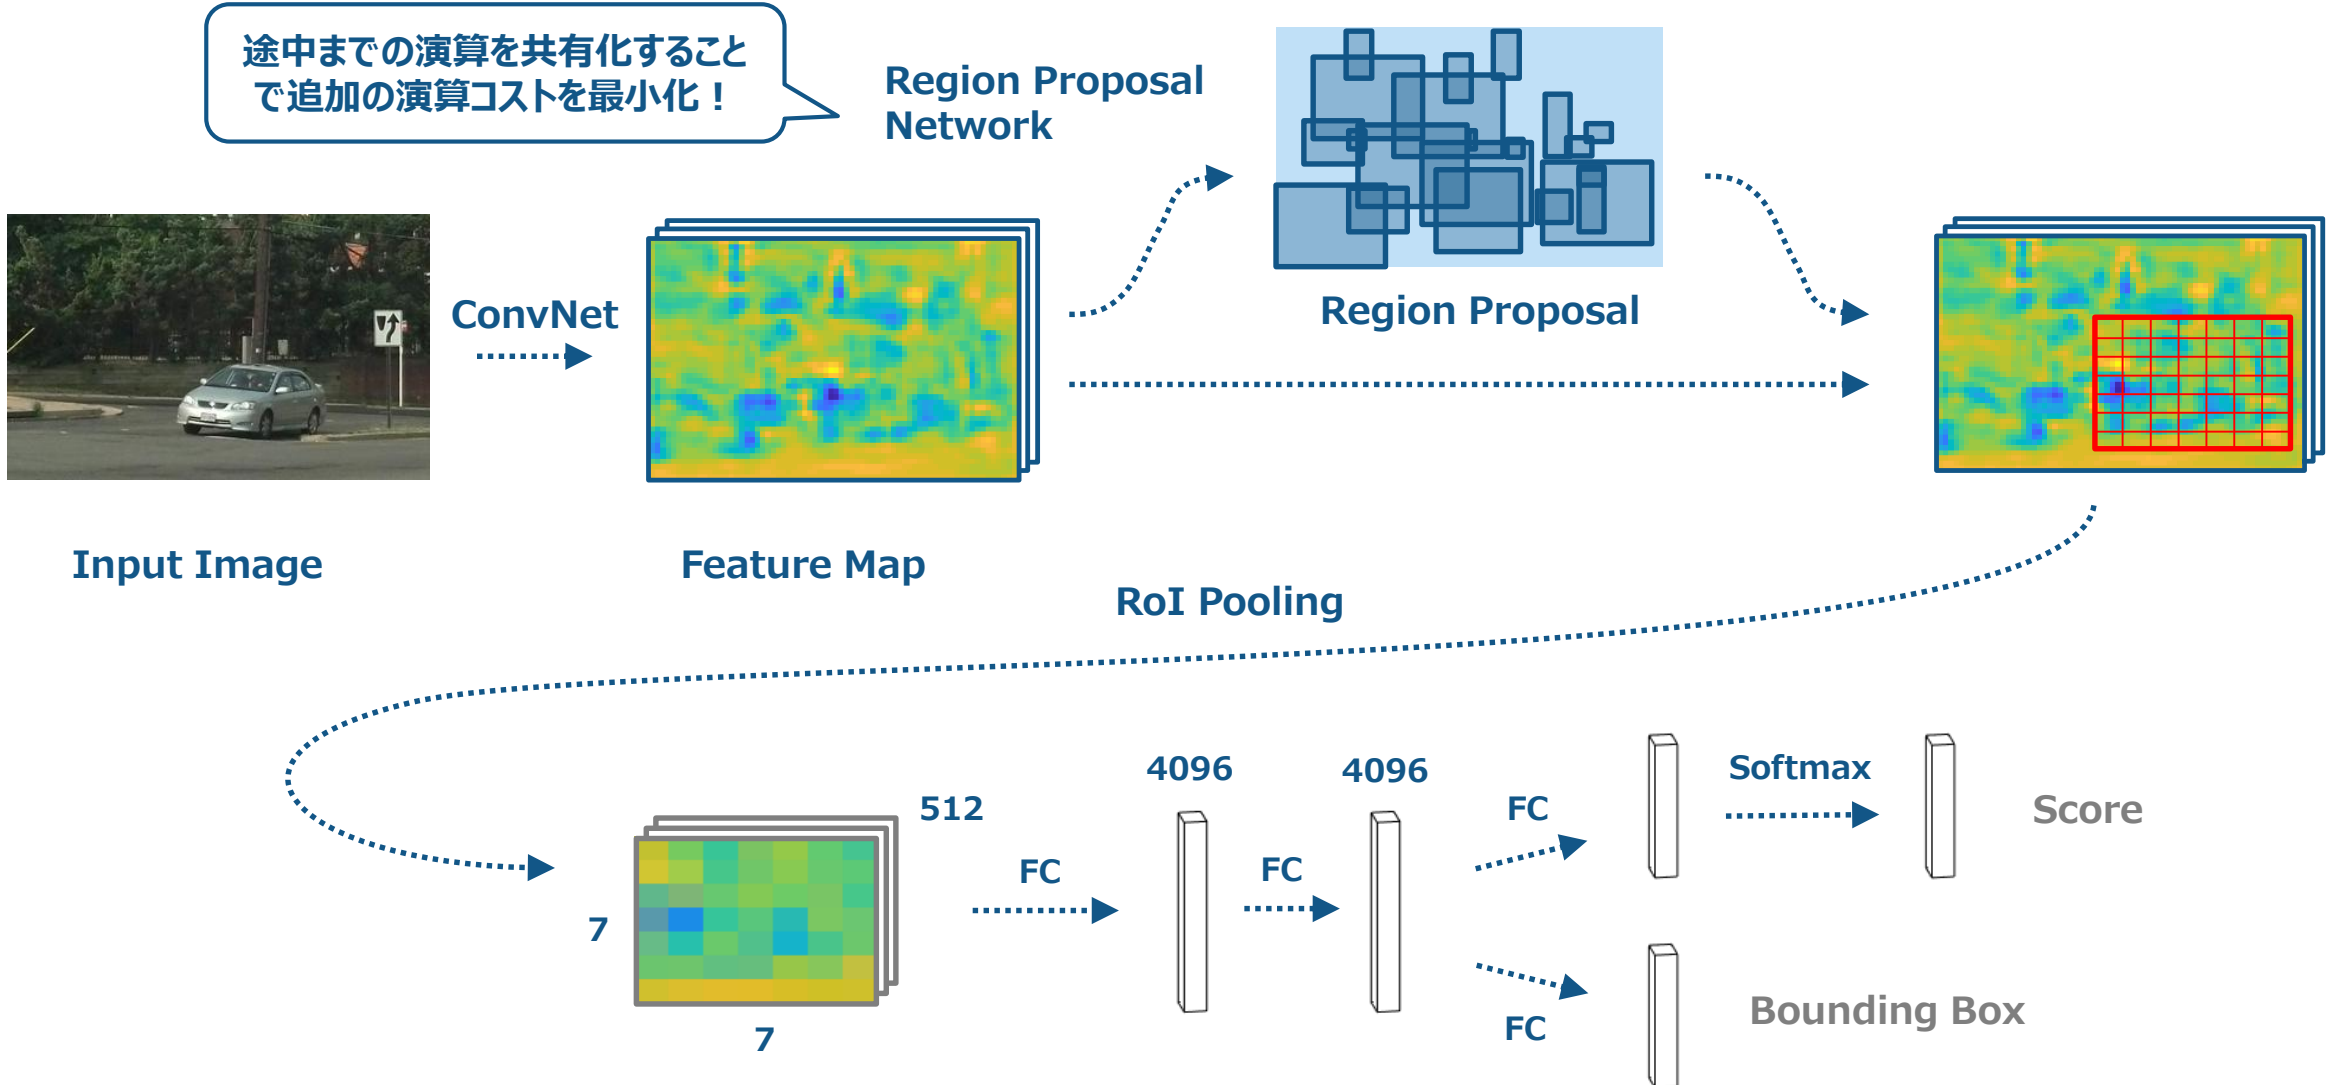 途中までの演算を共有化すること
で追加の演算コストを最小化！
Region Proposal
Network
ConvNet
Region Proposal
Input Image
Feature Map
RoI Pooling
4096
4096
Softmax
512
FC
Score
FC
FC
7
Bounding Box
FC
7